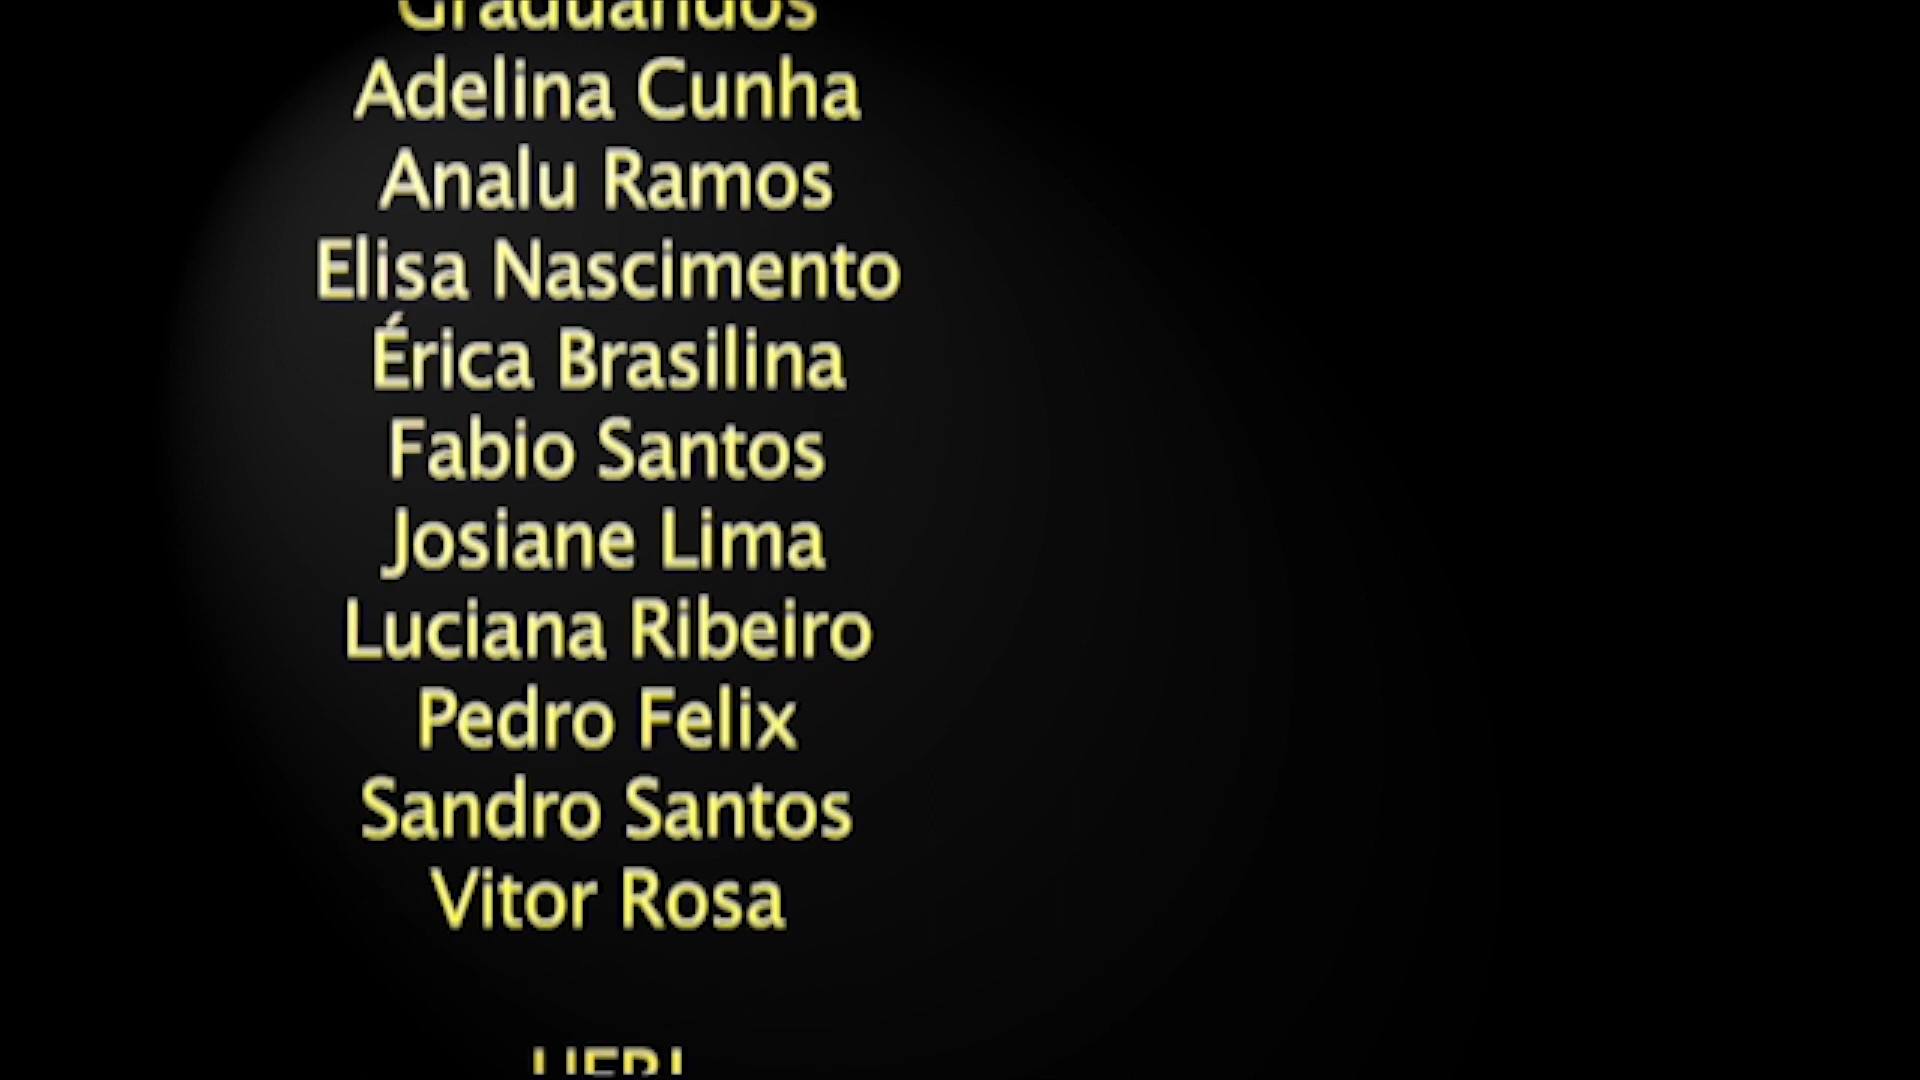 Graduandos
Adelina Cunha
Analu Ramos
Elisa Nascimento
Érica Brasilina
Fabio Santos
Josiane Lima
Luciana Ribeiro
Pedro Felix
Sandro Santos
Vitor Rosa
UFRJ